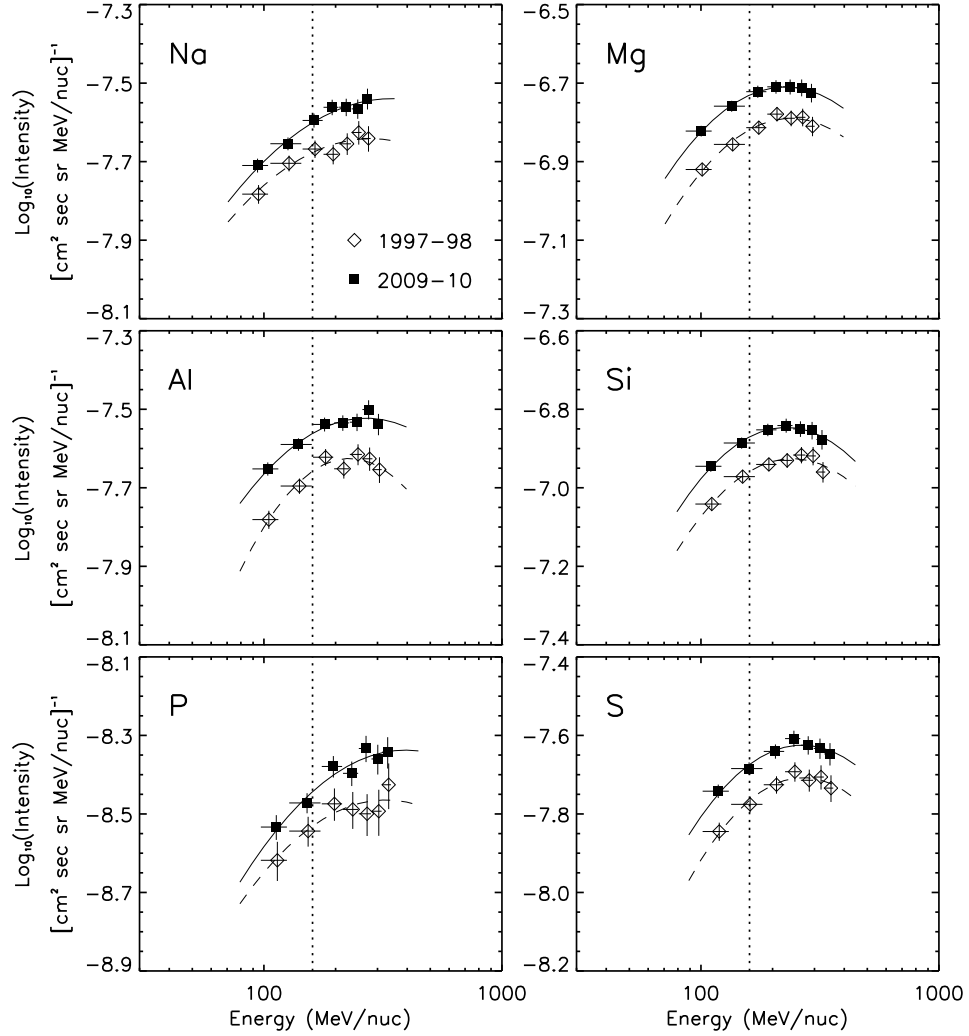 −7.3
−7.5
−7.7
−7.9
−8.1
Log₁₀(Intensity)
[cm² sec sr MeV/nuc]⁻¹
Na
◇ 1997−98
■ 2009−10
−6.5
−6.7
−6.9
−7.1
−7.3
Mg
−7.3
−7.5
−7.7
−7.9
−8.1
Log₁₀(Intensity)
[cm² sec sr MeV/nuc]⁻¹
Al
−6.6
−6.8
−7.0
−7.2
−7.4
Si
−8.1
−8.3
−8.5
−8.7
−8.9
Log₁₀(Intensity)
[cm² sec sr MeV/nuc]⁻¹
P
100 1000
Energy (MeV/nuc)
−7.4
−7.6
−7.8
−8.0
−8.2
S
100 1000
Energy (MeV/nuc)